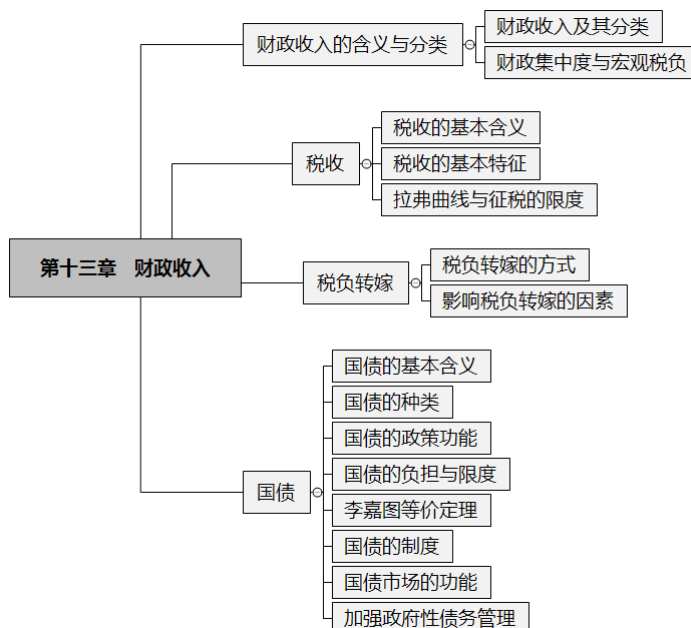 财政收入的含义与分类
财政收入及其分类
财政集中度与宏观税负
税收
税收的基本含义
税收的基本特征
拉弗曲线与征税的限度
第十三章 财政收入
税负转嫁
税负转嫁的方式
影响税负转嫁的因素
国债
国债的基本含义
国债的种类
国债的政策功能
国债的负担与限度
李嘉图等价定理
国债的制度
国债市场的功能
加强政府性债务管理